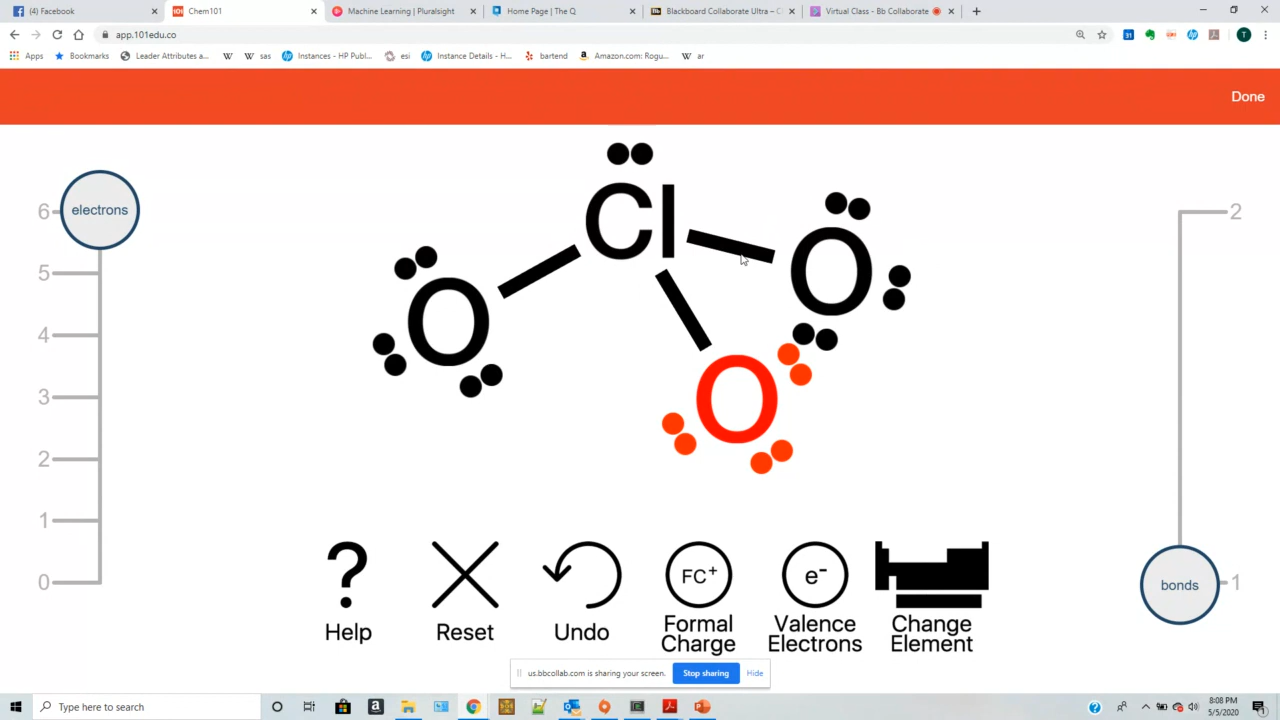 (4) Facebook
Chem101
Machine Learning | Pluralsight
Home Page | The Q
Blackboard Collaborate Ultra – C
Virtual Class - Bb Collaborate
app.101edu.co
Apps
Bookmarks
Leader Attributes a...
sas
Instances - HP Publ...
esi
Instance Details - H...
bartend
Amazon.com: Rogu...
ar
Done
electrons
6
5
4
3
2
1
0
Cl
O
O
O
2
bonds
1
?
FC+
e-
Help
Reset
Undo
Formal
Charge
Valence
Electrons
Change
Element
us.bbcollab.com is sharing your screen.
Stop sharing
Hide
Type here to search
8:08 PM
5/5/2020